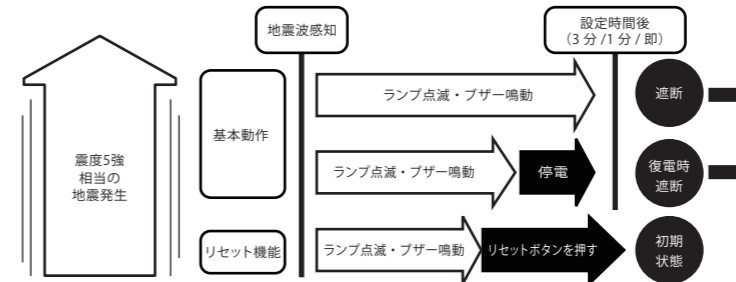 地震波感知
設定時間後
（3 分 /1 分 / 即）
震度5強
相当の
地震発生
基本動作
ランプ点滅・ブザー鳴動
遮断
ランプ点滅・ブザー鳴動
停電
復電時
遮断
リセット機能
ランプ点滅・ブザー鳴動
リセットボタンを押す
初期
状態